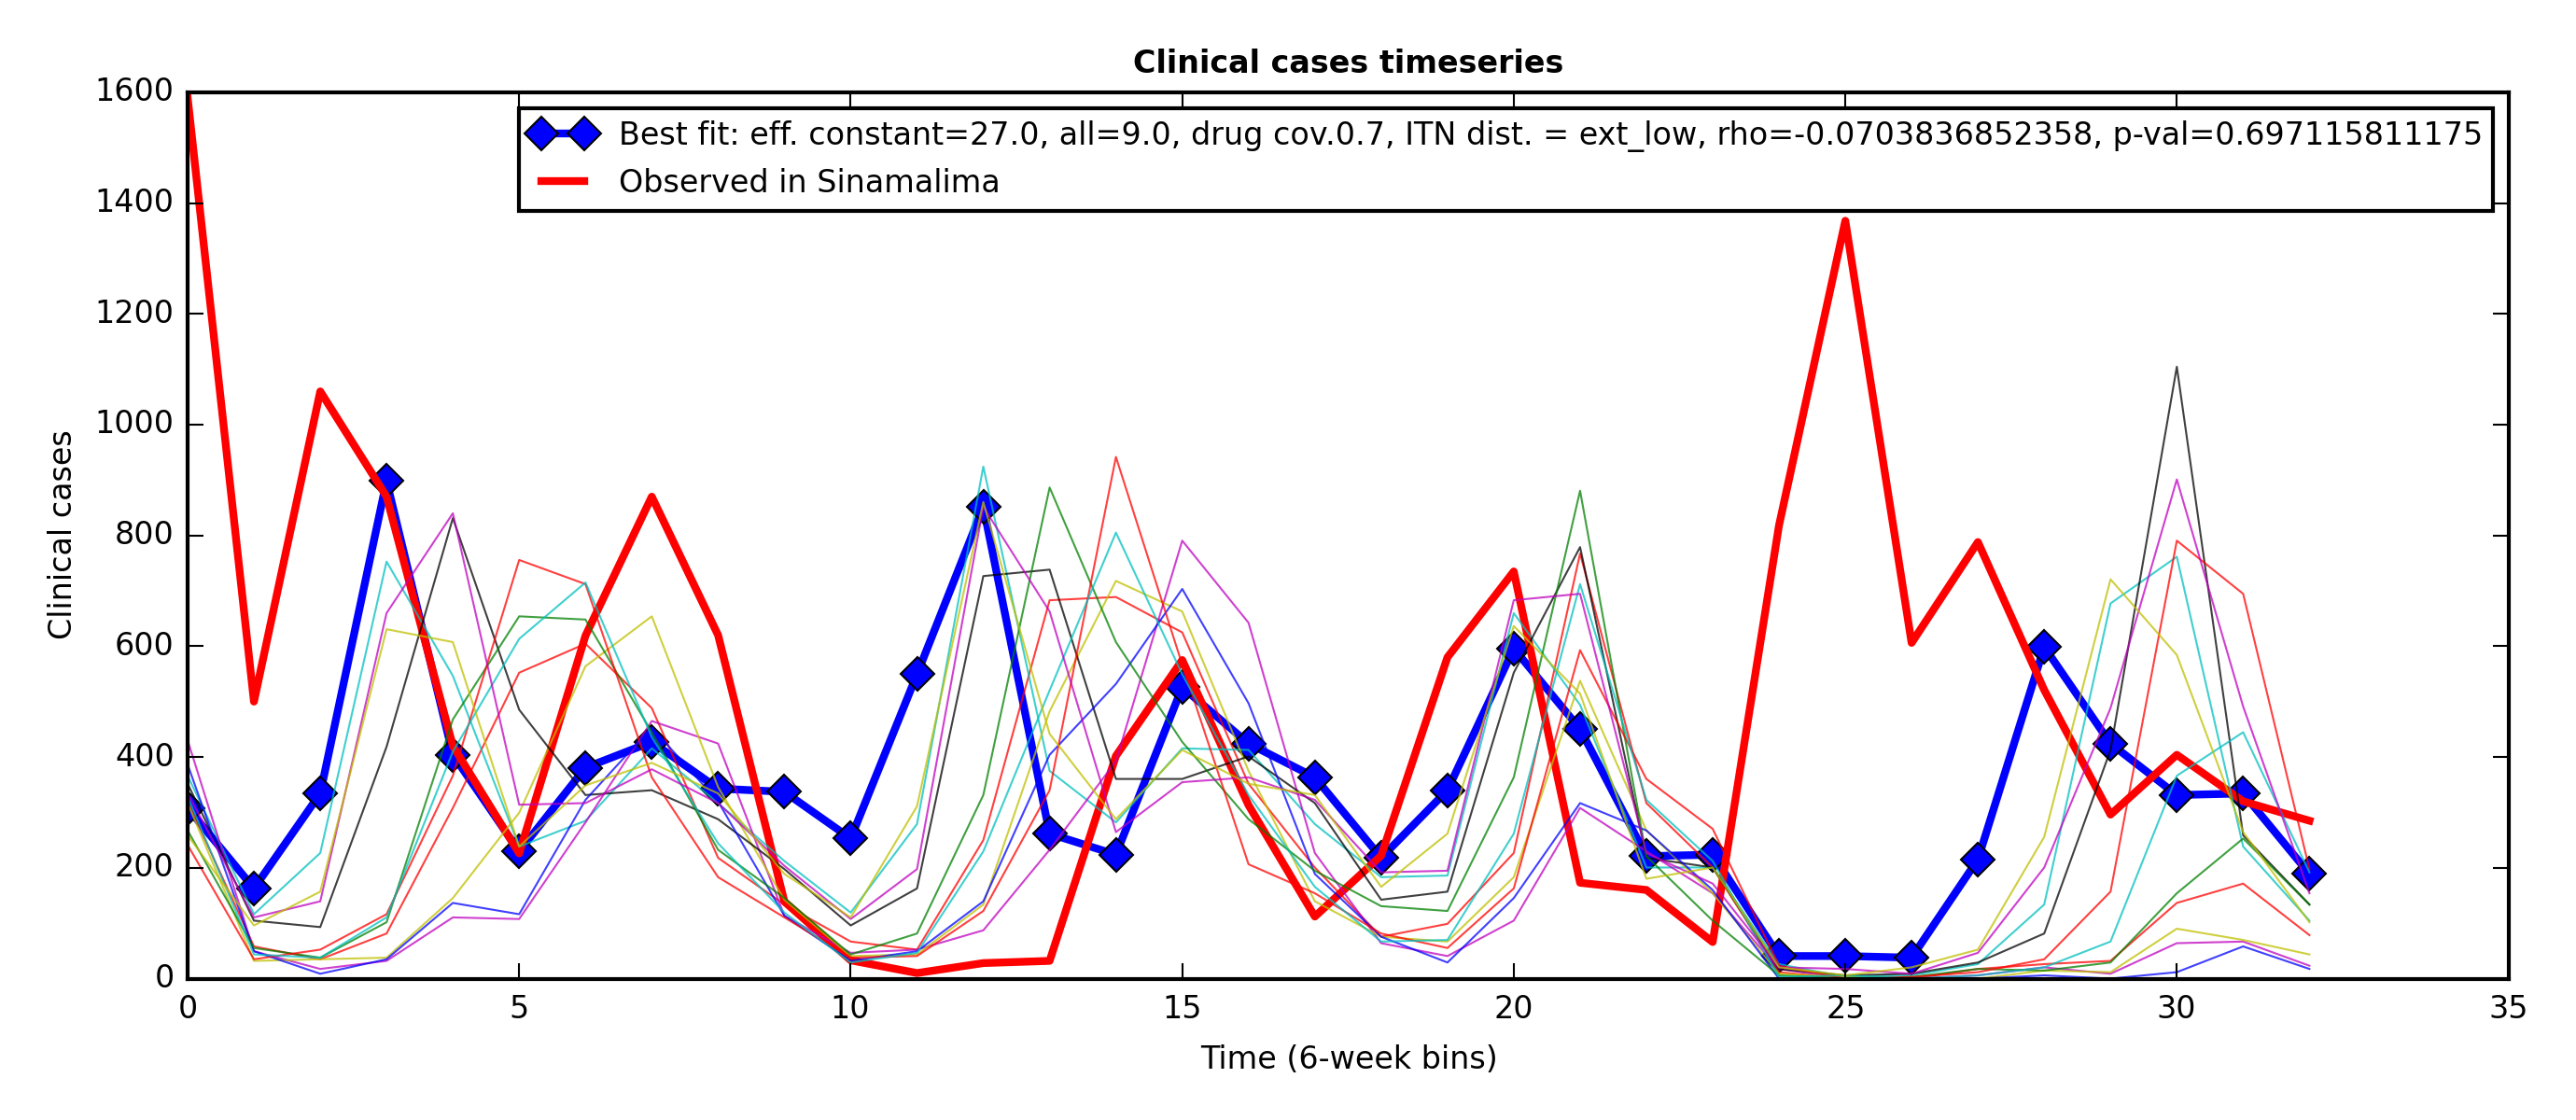 Clinical cases timeseries
1600
1400
1200
1000
800
600
400
200
0
Clinical cases
Best fit: eff. constant=27.0, all=9.0, drug cov.0.7, ITN dist. = ext_low, rho=-0.0703836852358, p-val=0.697115811175
Observed in Sinamalima
0 5 10 15 20 25 30 35
Time (6-week bins)